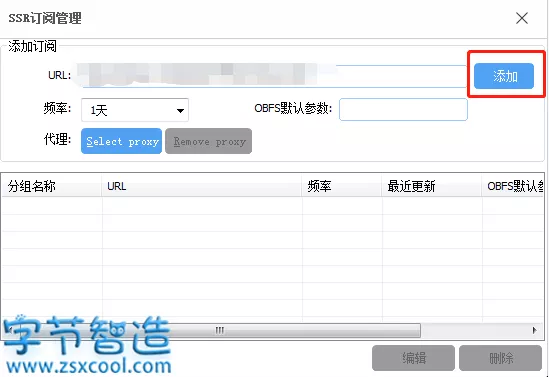 SSR订阅管理
添加订阅
URL: 添加
频率: 1天 OBFS默认参数:
代理: Select proxy Remove proxy
分组名称 URL 频率 最近更新 OBFS默认参
字节智造
www.zsxcool.com
编辑 删除